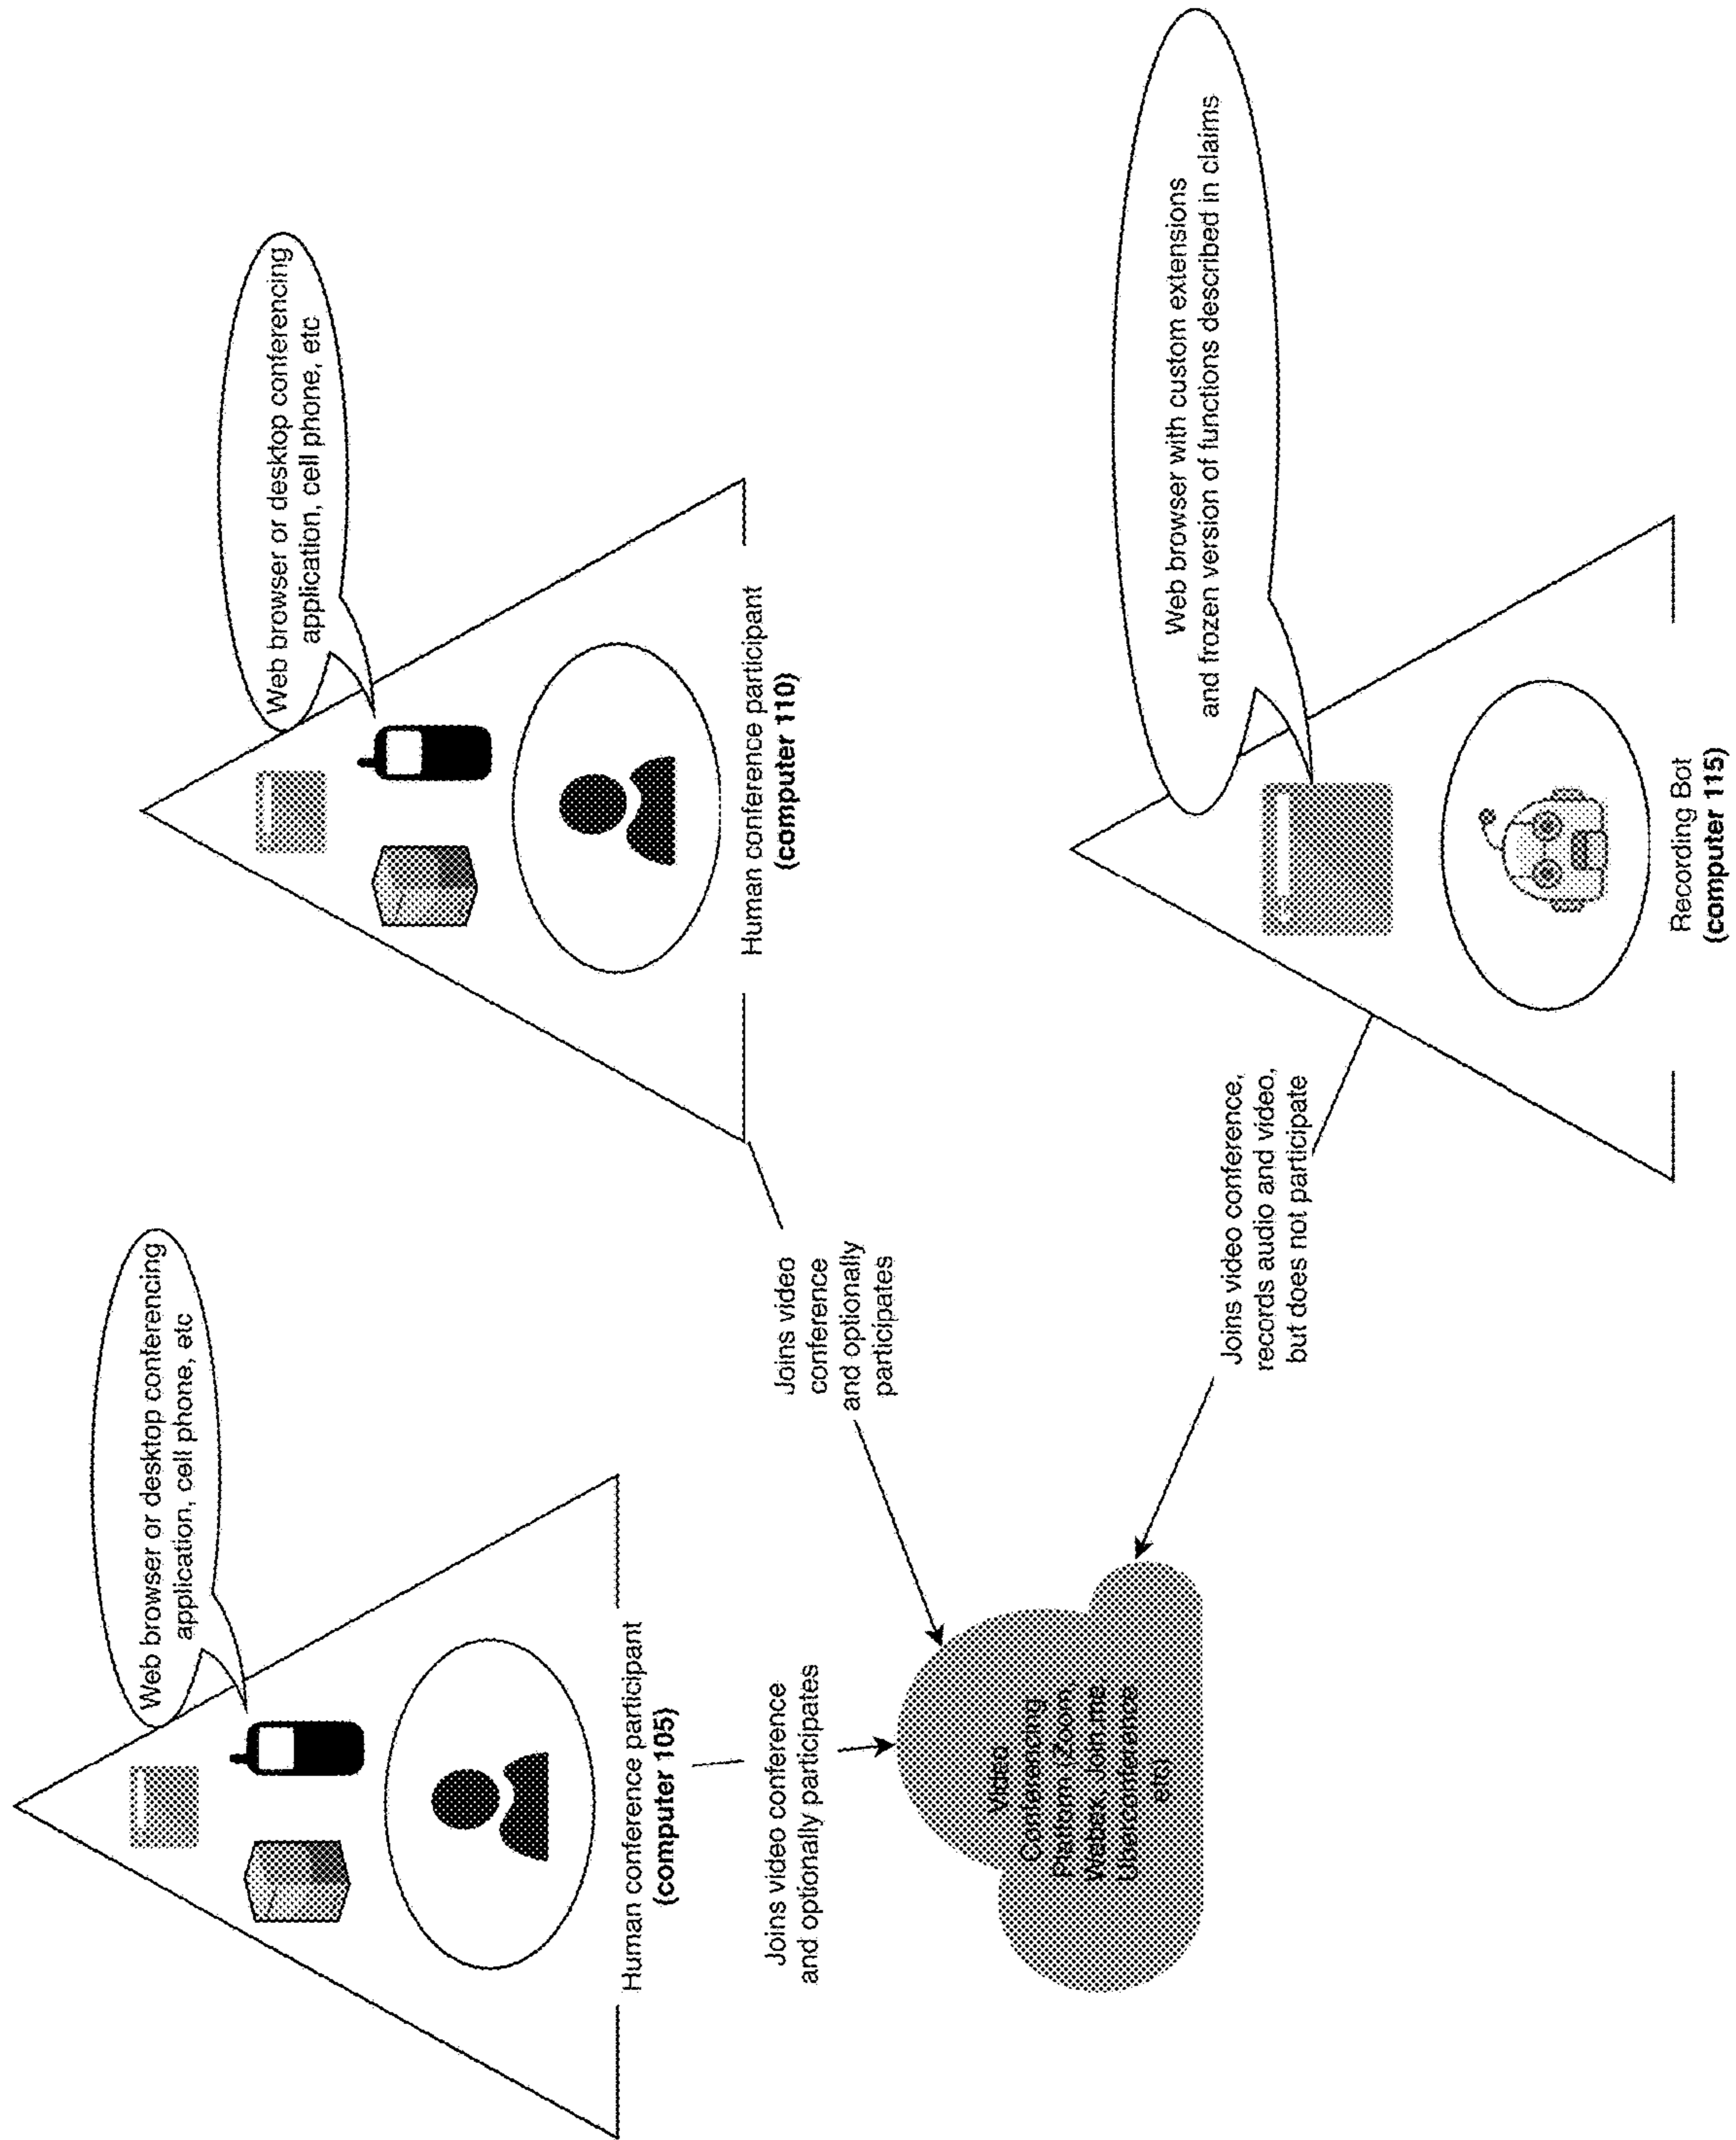 Web browser or desktop conferencing
application, cell phone, etc
Human conference participant
(computer 105)
Joins video conference
and optionally participates
Web browser or desktop conferencing
application, cell phone, etc
Human conference participant
(computer 110)
Joins video
conference
and optionally
participates
Video
Conferencing
Platform (Zoom,
Webex, Join.me
Uberconference
etc)
Web browser with custom extensions
and frozen version of functions described in claims
Recording Bot
(computer 115)
Joins video conference,
records audio and video,
but does not participate